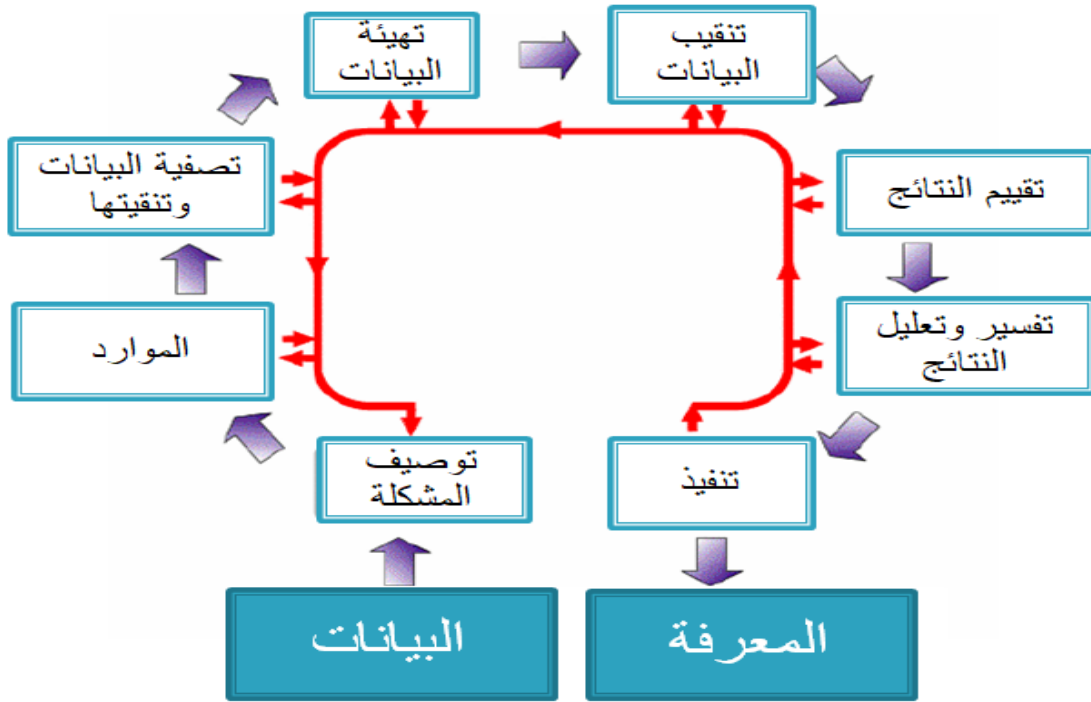 تهيئة
البيانات
تنقيب
البيانات
تصفية البيانات
وتنقيتها
تقييم النتائج
الموارد
تفسير وتعليل
النتائج
توصيف
المشكلة
تنفيذ
البيانات
المعرفة